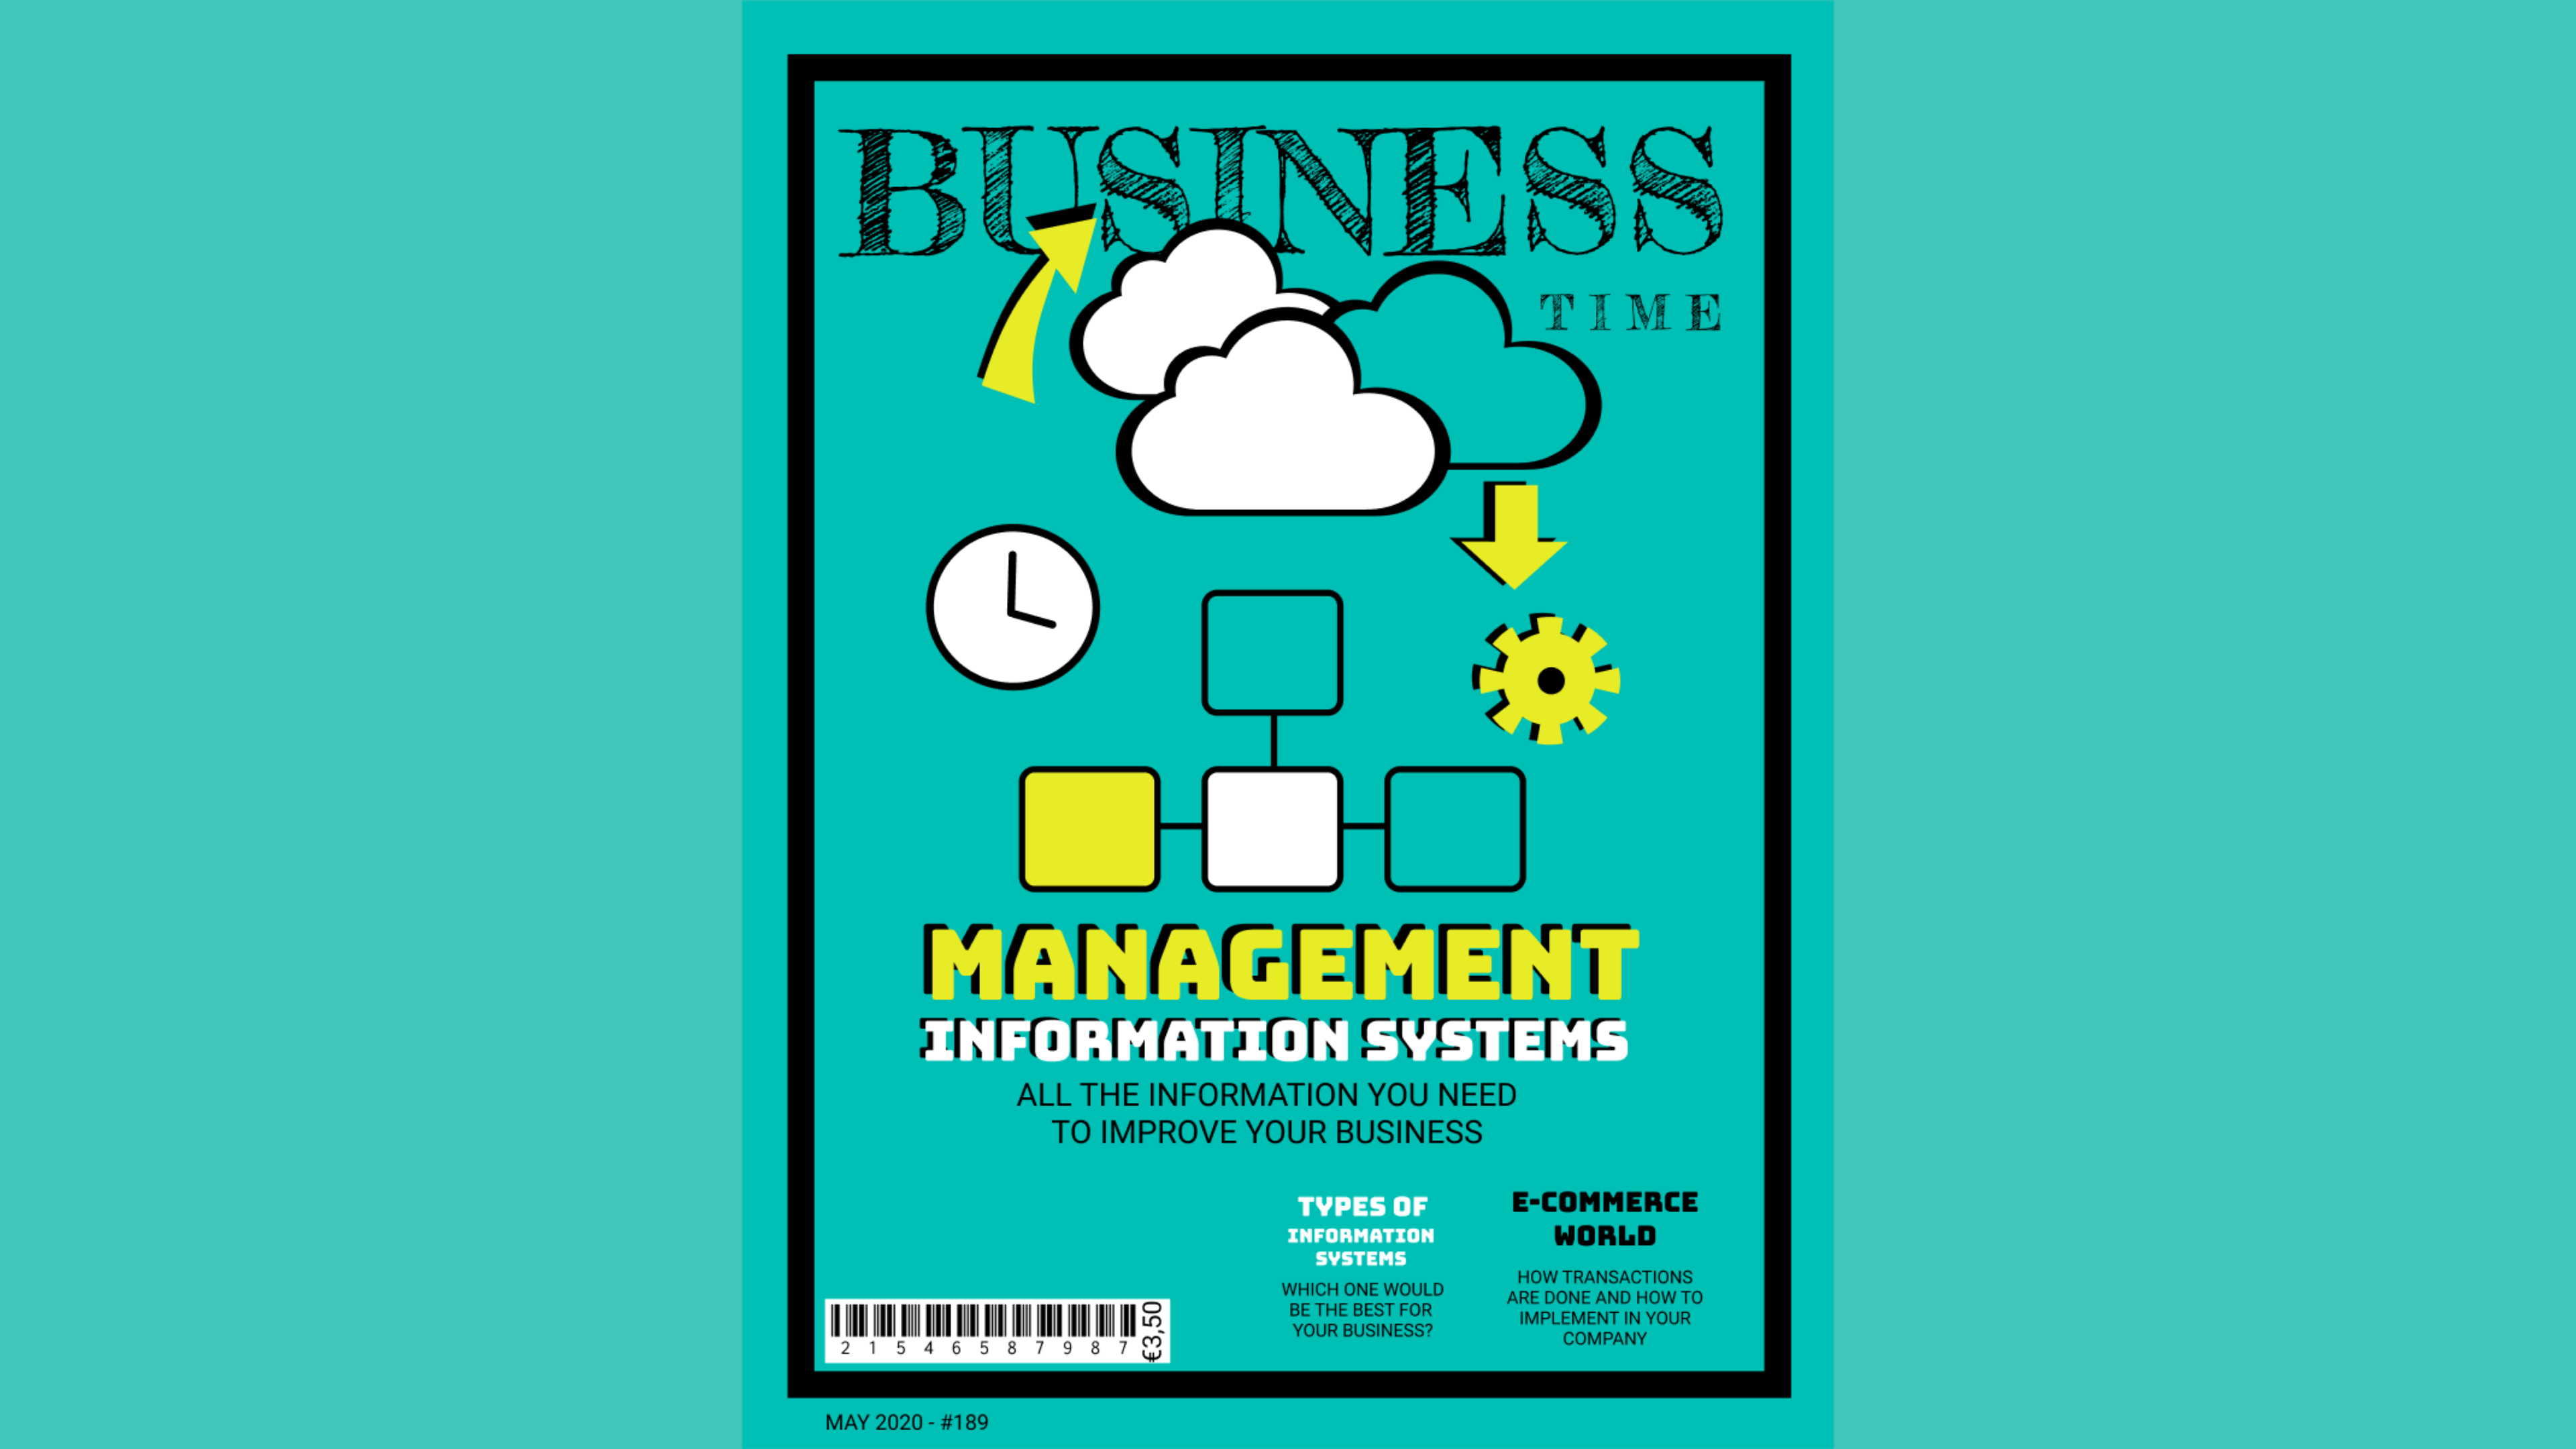 BUSINESS
TIME
MANAGEMENT
INFORMATION SYSTEMS
ALL THE INFORMATION YOU NEED
TO IMPROVE YOUR BUSINESS
TYPES OF
INFORMATION
SYSTEMS
WHICH ONE WOULD
BE THE BEST FOR
YOUR BUSINESS?
E-COMMERCE
WORLD
HOW TRANSACTIONS
ARE DONE AND HOW TO
IMPLEMENT IN YOUR
COMPANY
2 1 5 4 6 5 8 7 9 8 7
€3,50
MAY 2020 - #189